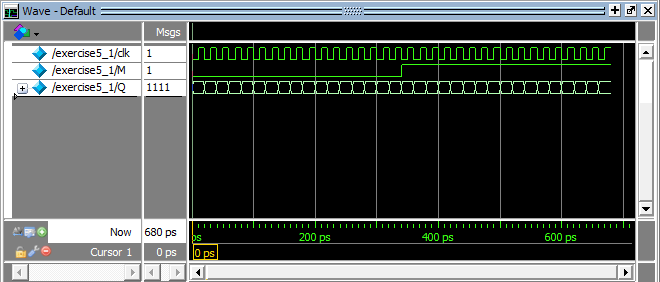 Wave - Default
Msgs
/exercise5_1/clk 1
/exercise5_1/M 1
/exercise5_1/Q 1111
Now 680 ps ps 200 ps 400 ps 600 ps
Cursor 1 0 ps 0 ps